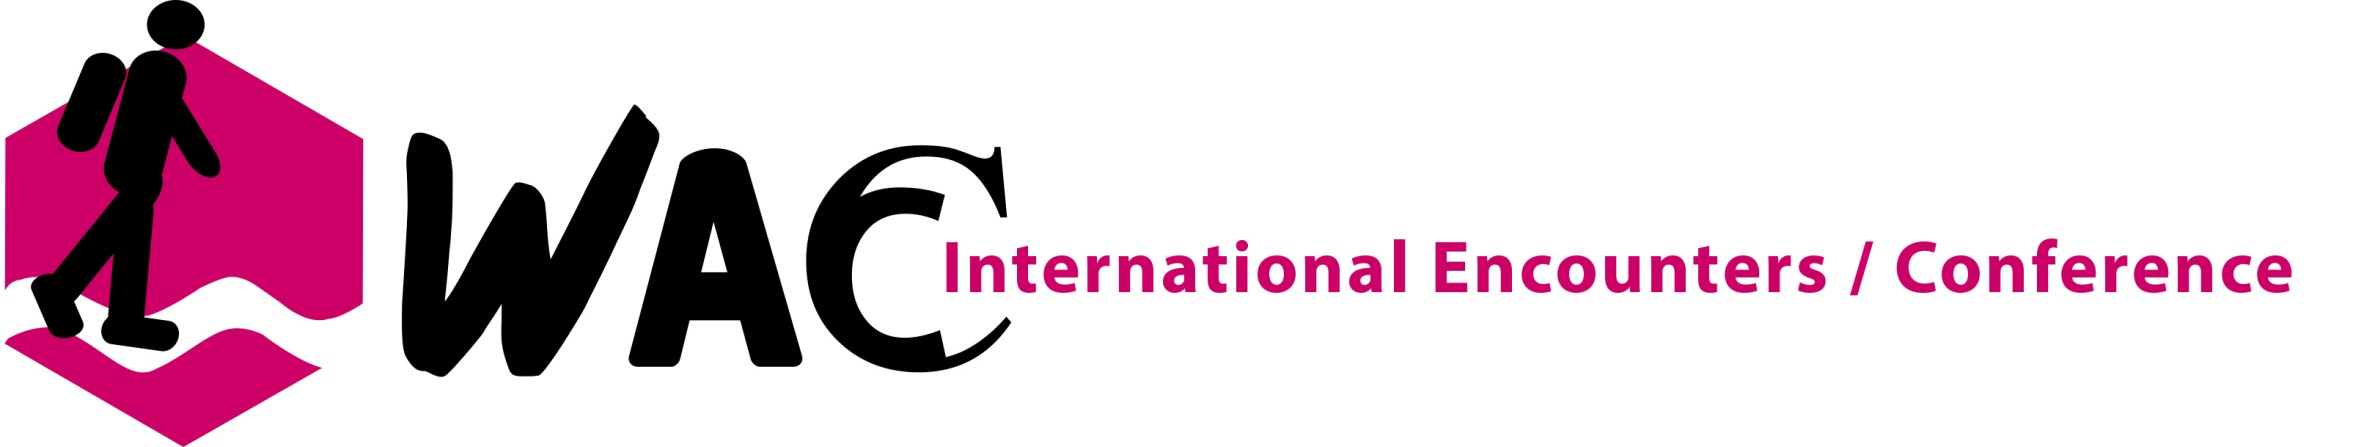 WAC
International Encounters / Conference